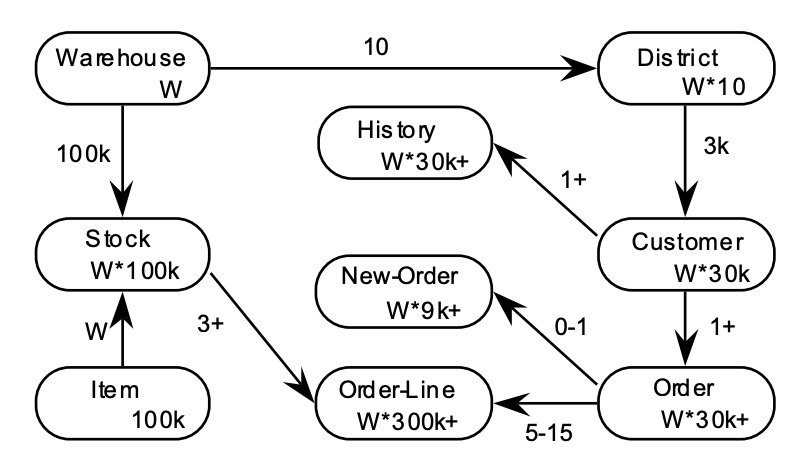 Warehouse
W
10
District
W*10
100k
History
W*30k+
3k
1+
Stock
W*100k
Customer
W*30k
New-Order
W*9k+
W
3+
0-1
1+
Item
100k
Order-Line
W*300k+
5-15
Order
W*30k+